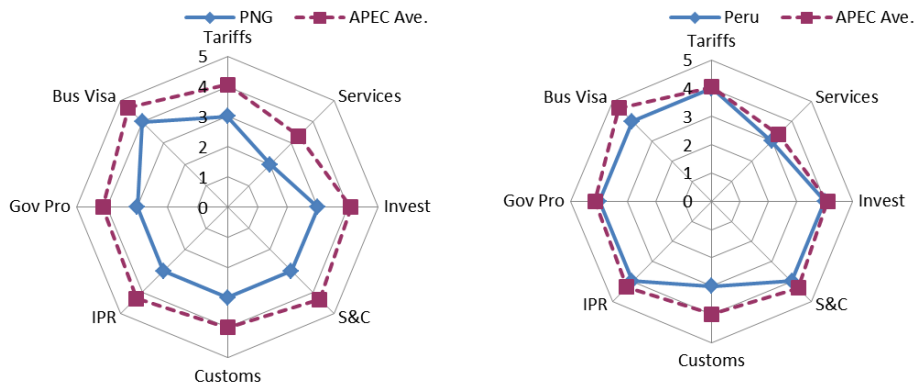 PNG APEC Ave.
Tariffs
Services
Invest
S&C
Customs
IPR
Gov Pro
Bus Visa
5
4
3
2
1
0
Peru APEC Ave.
Tariffs
Services
Invest
S&C
Customs
IPR
Gov Pro
Bus Visa
5
4
3
2
1
0